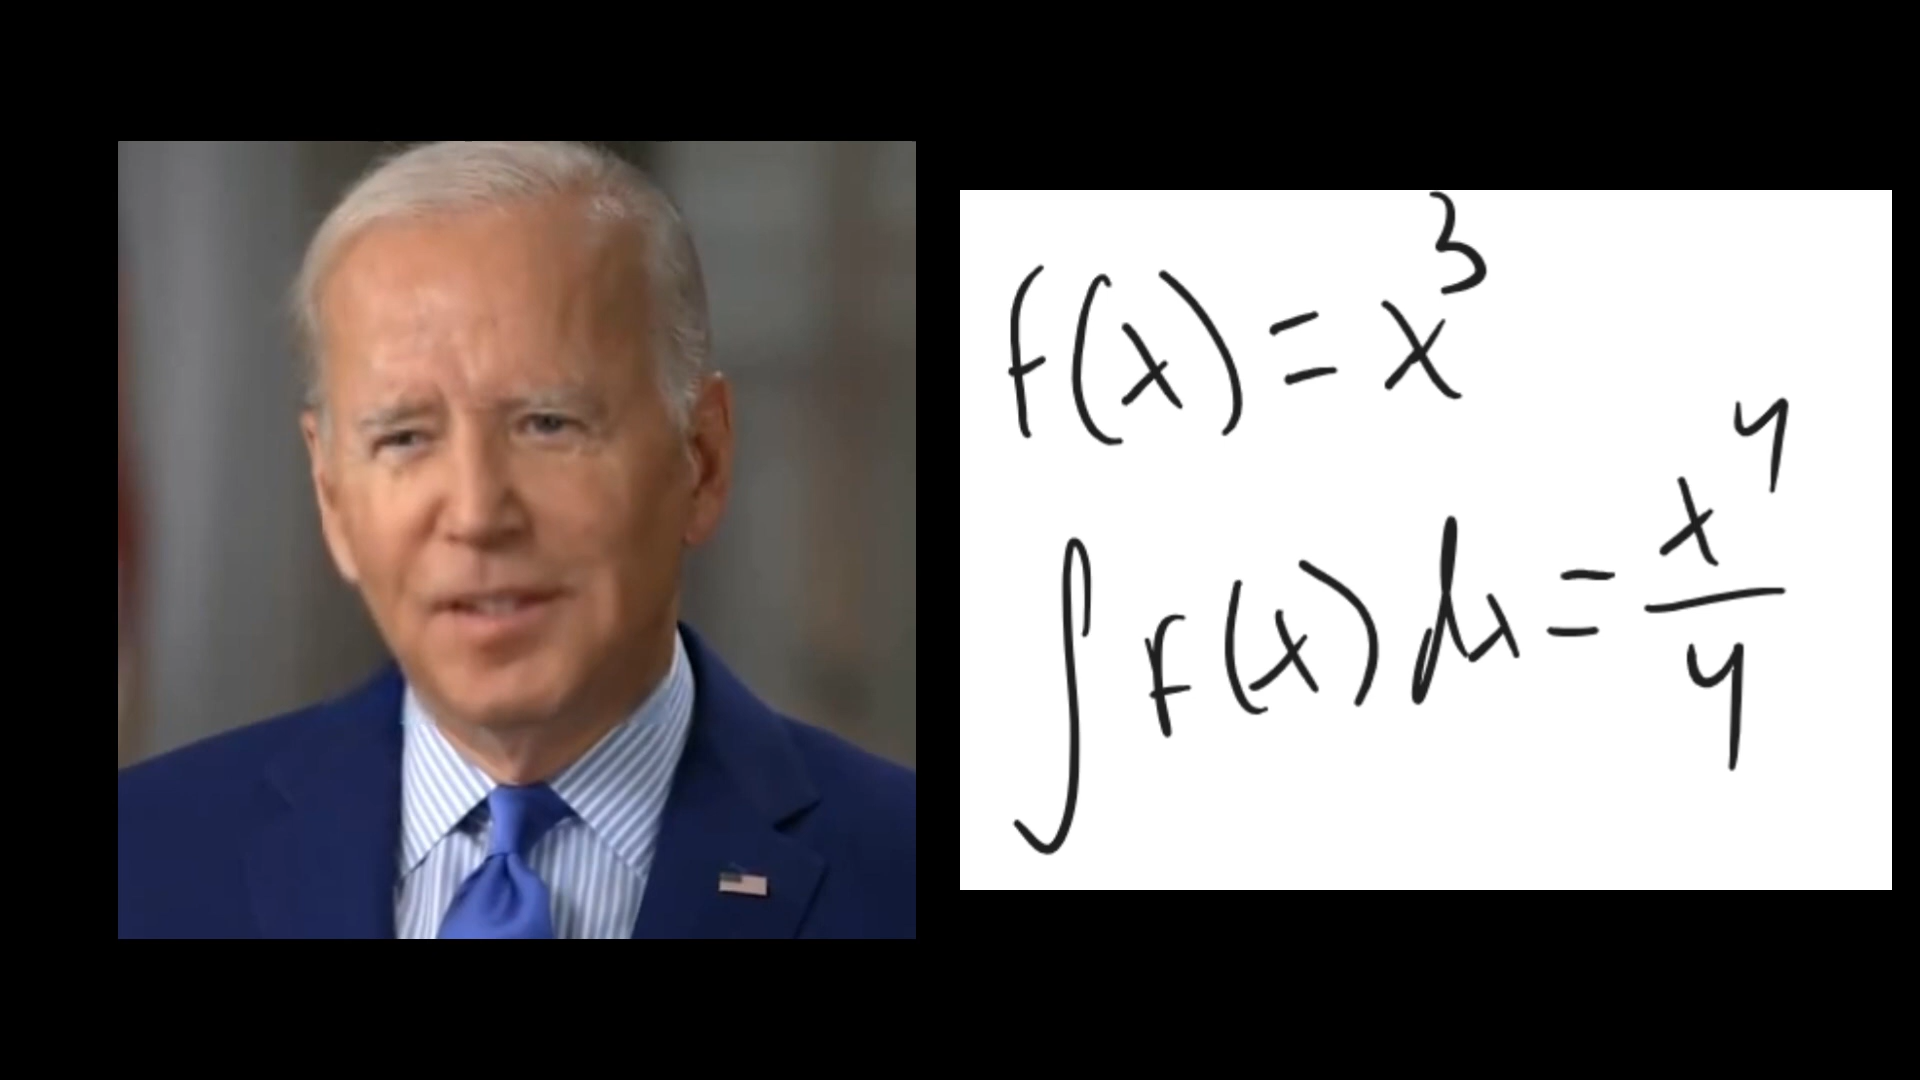 f(x) = x³
∫ f(x) dx = x⁴/4